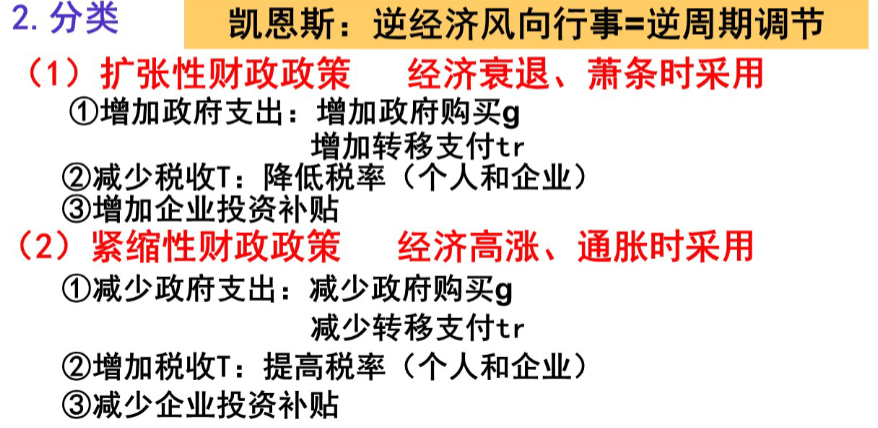 2.分类
凯恩斯：逆经济风向行事=逆周期调节
（1）扩张性财政政策 经济衰退、萧条时采用
①增加政府支出：增加政府购买g
增加转移支付tr
②减少税收T：降低税率（个人和企业）
③增加企业投资补贴
（2）紧缩性财政政策 经济高涨、通胀时采用
①减少政府支出：减少政府购买g
减少转移支付tr
②增加税收T：提高税率（个人和企业）
③减少企业投资补贴